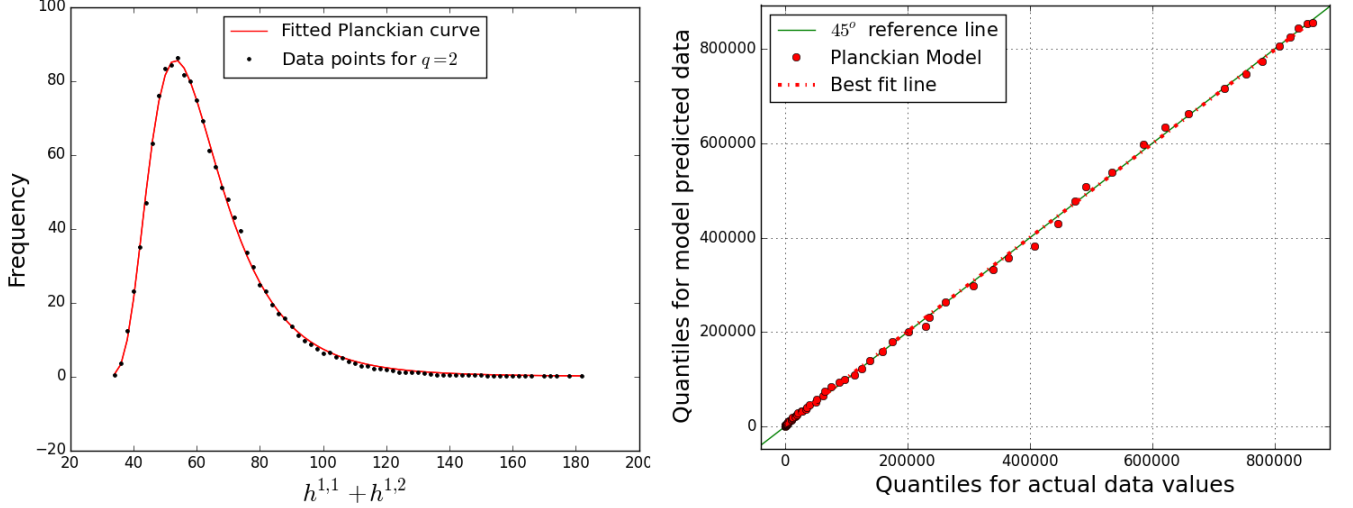 Fitted Planckian curve
Data points for q = 2
100
80
60
40
20
0
−20
20 40 60 80 100 120 140 160 180 200
Frequency
h^{1,1} + h^{1,2}
45° reference line
Planckian Model
Best fit line
800000
600000
400000
200000
0
0 200000 400000 600000 800000
Quantiles for model predicted data
Quantiles for actual data values